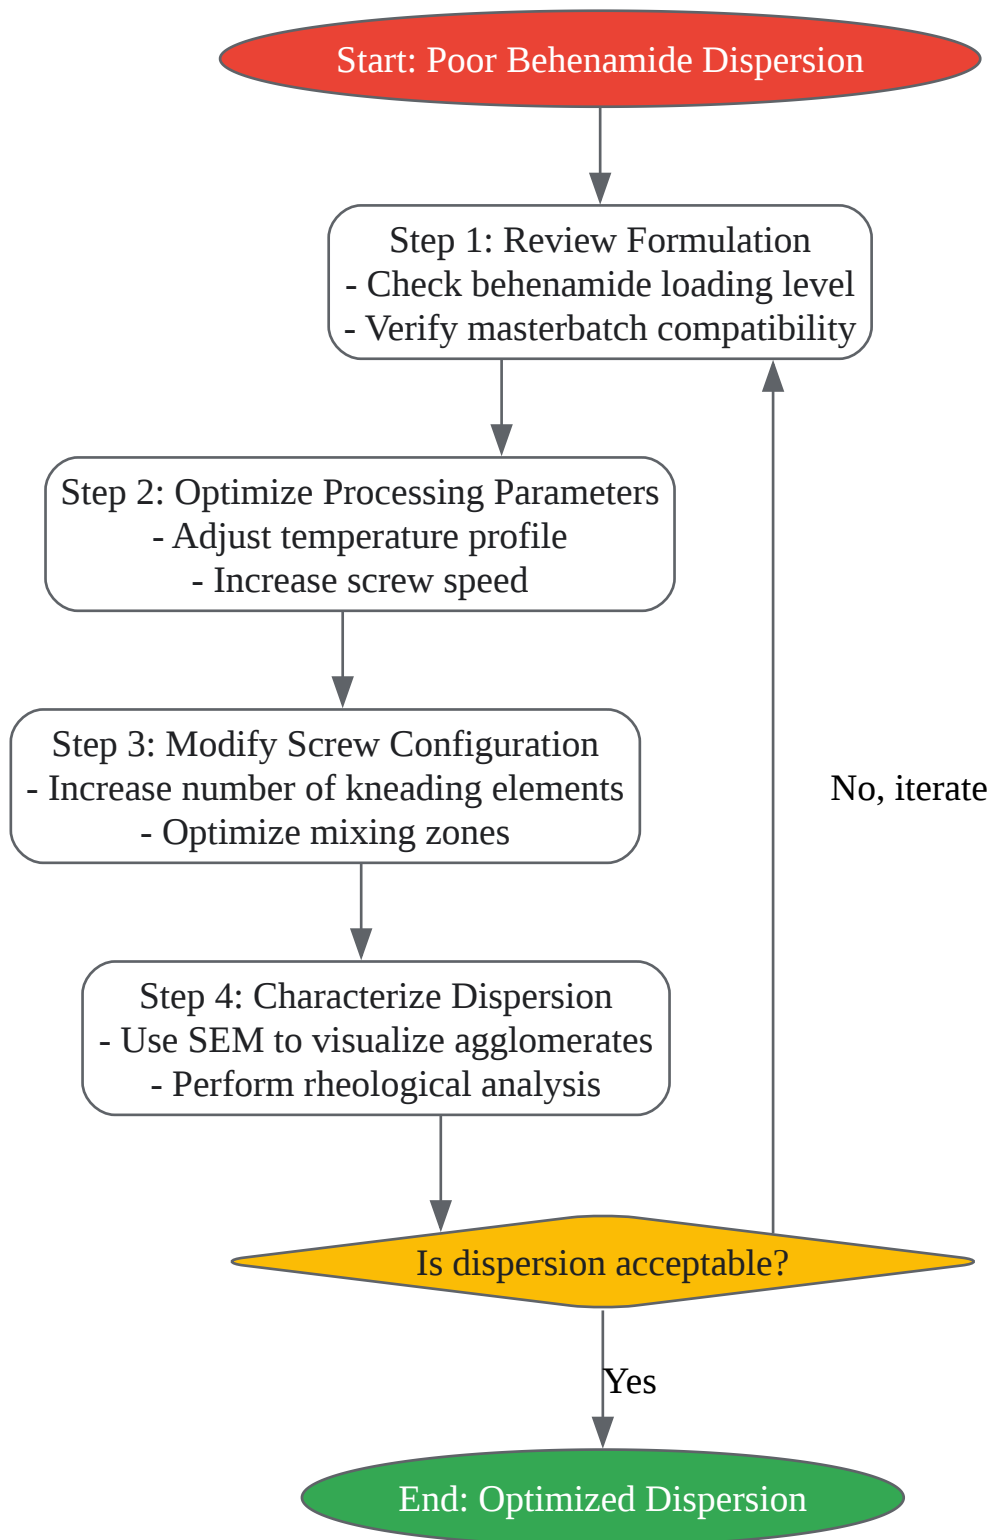 Start: Poor Behenamide Dispersion
Step 1: Review Formulation
- Check behenamide loading level
- Verify masterbatch compatibility
Step 2: Optimize Processing Parameters
- Adjust temperature profile
- Increase screw speed
Step 3: Modify Screw Configuration
- Increase number of kneading elements
- Optimize mixing zones
No, iterate
Step 4: Characterize Dispersion
- Use SEM to visualize agglomerates
- Perform rheological analysis
Is dispersion acceptable?
Yes
End: Optimized Dispersion